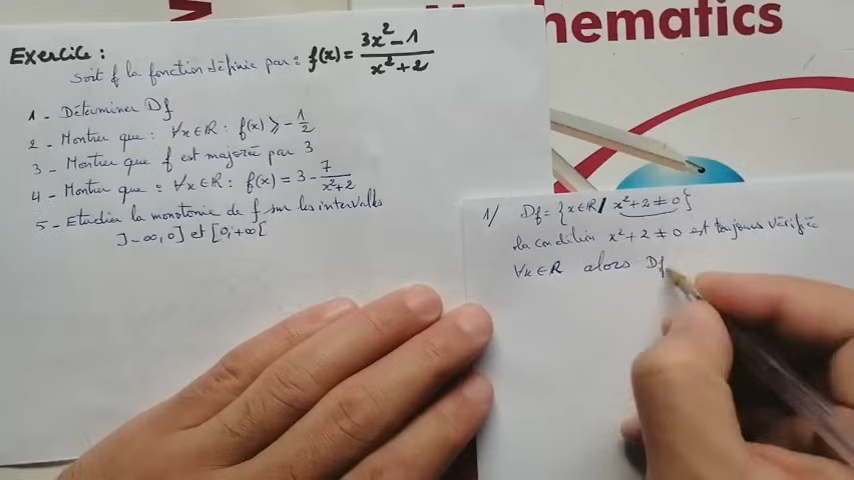 thematics
Exercice :
soit f la fonction définie par : f(x) = (3x² - 1)/(x² + 2)
1 - Déterminer Df
2 - Montrer que : ∀x∈R : f(x) ⩾ - 1/2
3 - Montrer que f est majorée par 3
4 - Montrer que : ∀x∈R : f(x) = 3 - 7/(x²+2)
5 - Etudier la monotonie de f sur les intervalles
]-∞,0] et [0,+∞[
1/ Df = {x∈R / x²+2 ≠ 0}
la condition x²+2 ≠ 0 est toujours vérifiée
∀x∈R alors Df